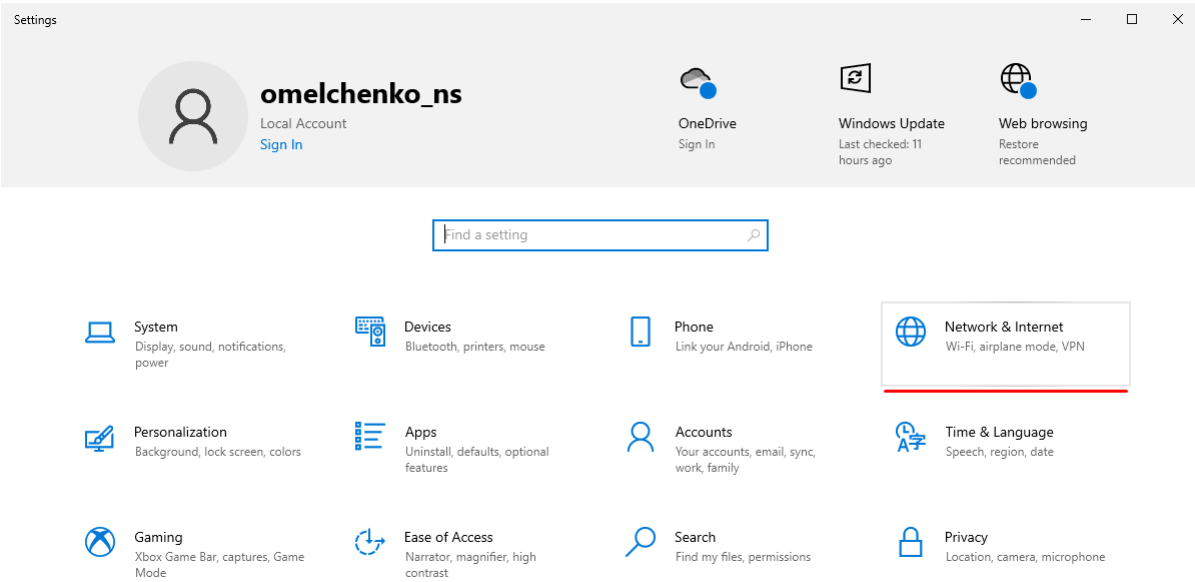 Settings
omelchenko_ns
Local Account
Sign In
OneDrive
Sign In
Windows Update
Last checked: 11
hours ago
Web browsing
Restore
recommended
Find a setting
System
Display, sound, notifications,
power
Devices
Bluetooth, printers, mouse
Phone
Link your Android, iPhone
Network & Internet
Wi-Fi, airplane mode, VPN
Personalization
Background, lock screen, colors
Apps
Uninstall, defaults, optional
features
Accounts
Your accounts, email, sync,
work, family
Time & Language
Speech, region, date
Gaming
Xbox Game Bar, captures, Game
Mode
Ease of Access
Narrator, magnifier, high
contrast
Search
Find my files, permissions
Privacy
Location, camera, microphone